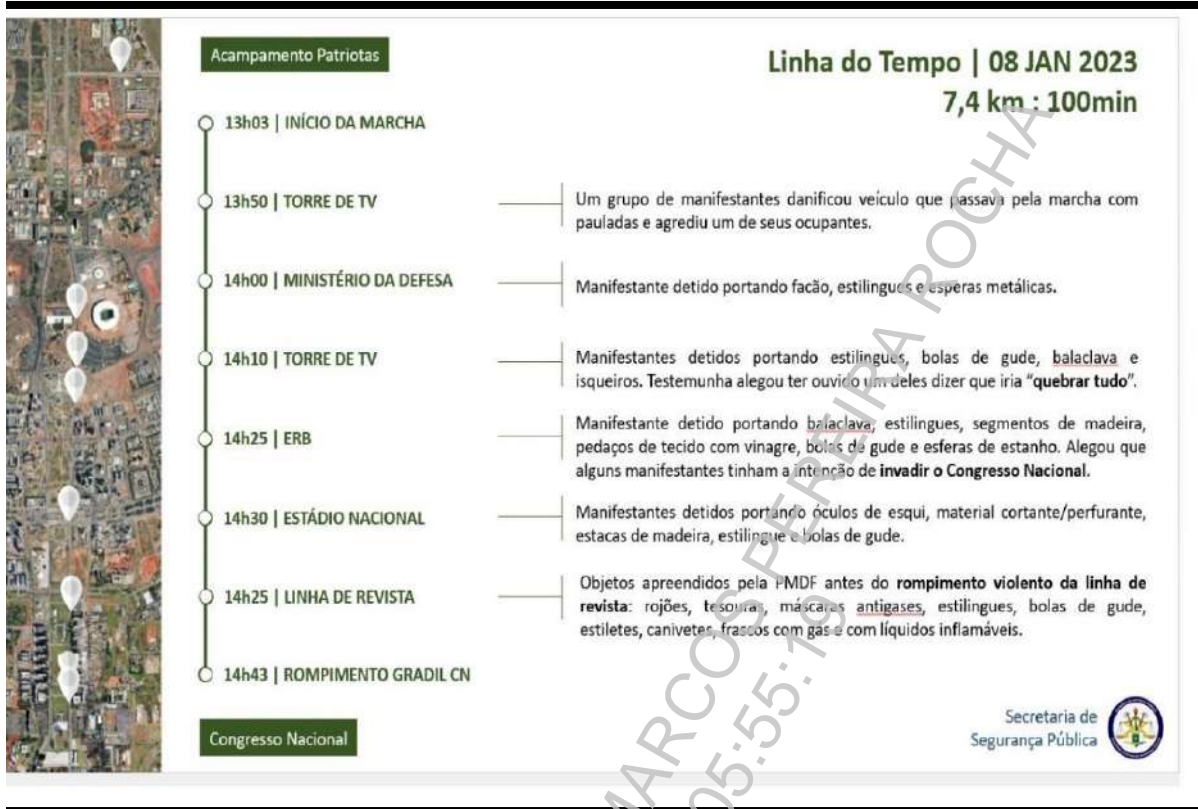 Acampamento Patriotas
Linha do Tempo | 08 JAN 2023
7,4 km : 100min
13h03 | INÍCIO DA MARCHA
13h50 | TORRE DE TV
Um grupo de manifestantes danificou veículo que passava pela marcha com
pauladas e agrediu um de seus ocupantes.
14h00 | MINISTÉRIO DA DEFESA
Manifestante detido portando facão, estilingues e esperas metálicas.
14h10 | TORRE DE TV
Manifestantes detidos portando estilingues, bolas de gude, balaclava e
isqueiros. Testemunha alegou ter ouvido um deles dizer que iria “quebrar tudo”.
14h25 | ERB
Manifestante detido portando balaclava, estilingues, segmentos de madeira,
pedaços de tecido com vinagre, bolas de gude e esferas de estanho. Alegou que
alguns manifestantes tinham a intenção de invadir o Congresso Nacional.
14h30 | ESTÁDIO NACIONAL
Manifestantes detidos portando óculos de esqui, material cortante/perfurante,
estacas de madeira, estilingue e bolas de gude.
14h25 | LINHA DE REVISTA
Objetos apreendidos pela PMDF antes do rompimento violento da linha de
revista: rojões, tesouras, máscaras antigases, estilingues, bolas de gude,
estiletes, canivetes, frascos com gás e com líquidos inflamáveis.
14h43 | ROMPIMENTO GRADIL CN
Congresso Nacional
Secretaria de
Segurança Pública
MARCOS PEREIRA ROCHA
05:55:19